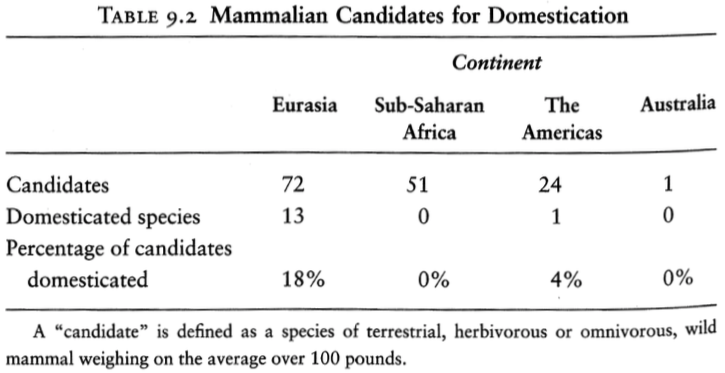 TABLE 9.2 Mammalian Candidates for Domestication
Continent
Eurasia Sub-Saharan Africa The Americas Australia
Candidates 72 51 24 1
Domesticated species 13 0 1 0
Percentage of candidates
domesticated 18% 0% 4% 0%
A “candidate” is defined as a species of terrestrial, herbivorous or omnivorous, wild
mammal weighing on the average over 100 pounds.